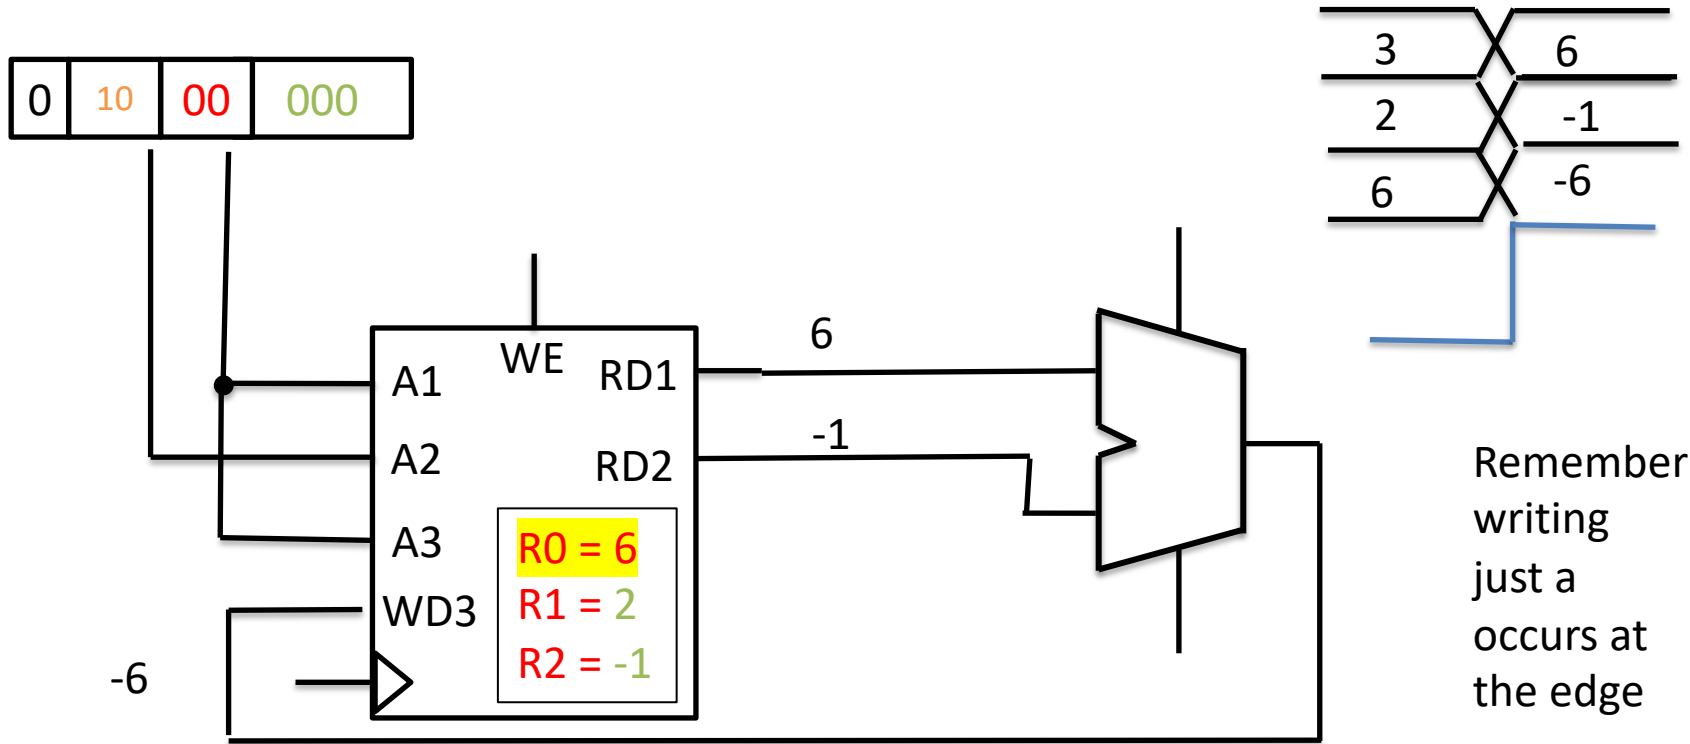 0 10 00 000
3 6
2 -1
6 -6
WE
6
A1 RD1
-1
A2 RD2
A3
WD3
R0 = 6
R1 = 2
R2 = -1
-6
Remember
writing
just a
occurs at
the edge